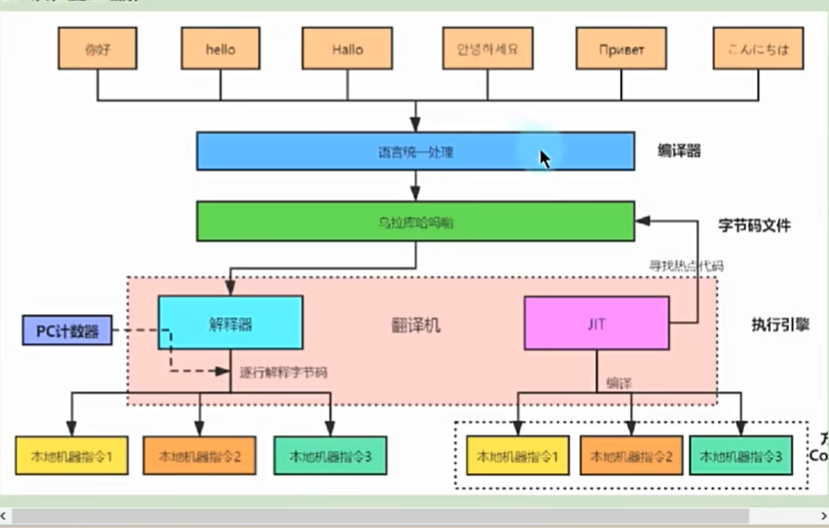 你好
hello
Hallo
안녕하세요
Привет
こんにちは
语言统一处理
编译器
乌拉库哈吗哟
字节码文件
寻找热点代码
PC计数器
解释器
翻译机
JIT
执行引擎
逐行解释字节码
编译
本地机器指令1
本地机器指令2
本地机器指令3
本地机器指令1
本地机器指令2
本地机器指令3
Co